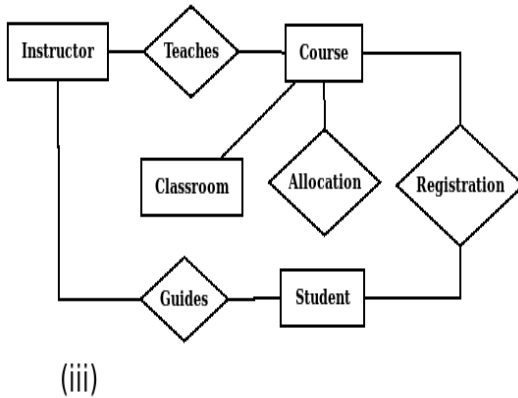 Instructor
Teaches
Course
Classroom
Allocation
Registration
Guides
Student
(iii)